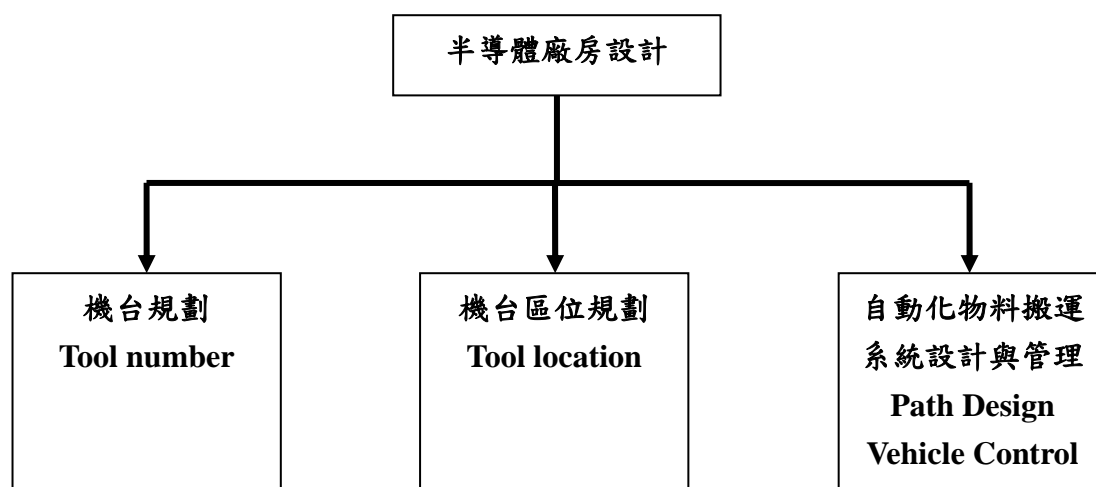 半導體廠房設計
機台規劃
Tool number
機台區位規劃
Tool location
自動化物料搬運
系統設計與管理
Path Design
Vehicle Control